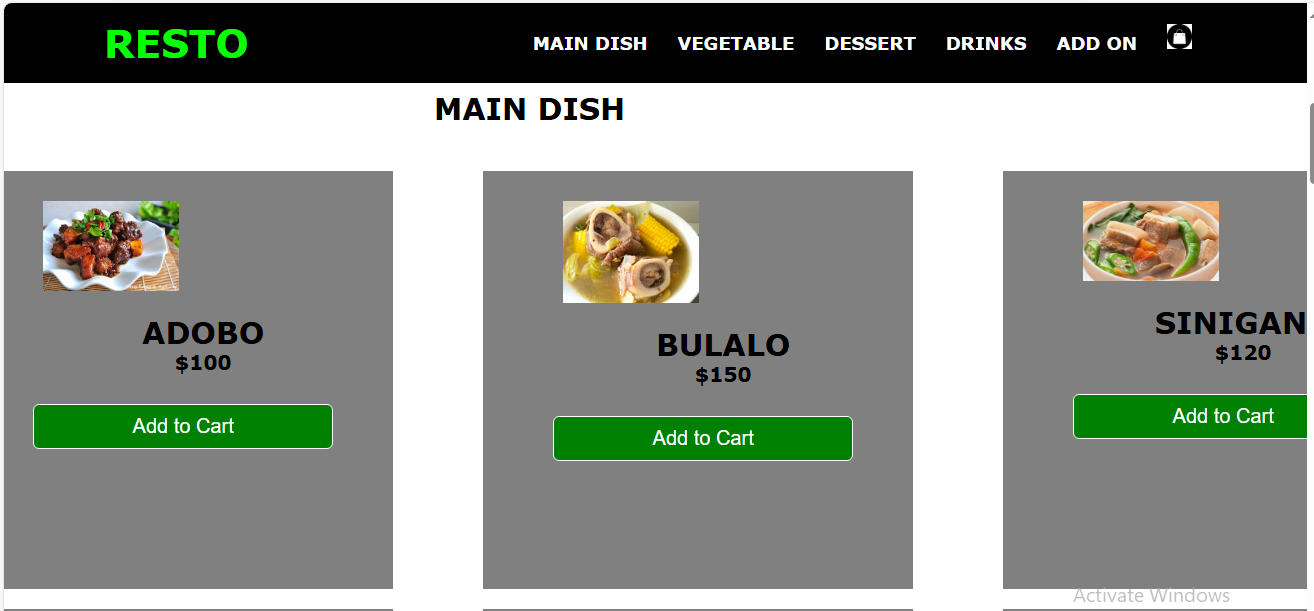 RESTO
MAIN DISH VEGETABLE DESSERT DRINKS ADD ON
MAIN DISH
ADOBO
$100
Add to Cart
BULALO
$150
Add to Cart
SINIGAN
$120
Add to Cart
Activate Windows